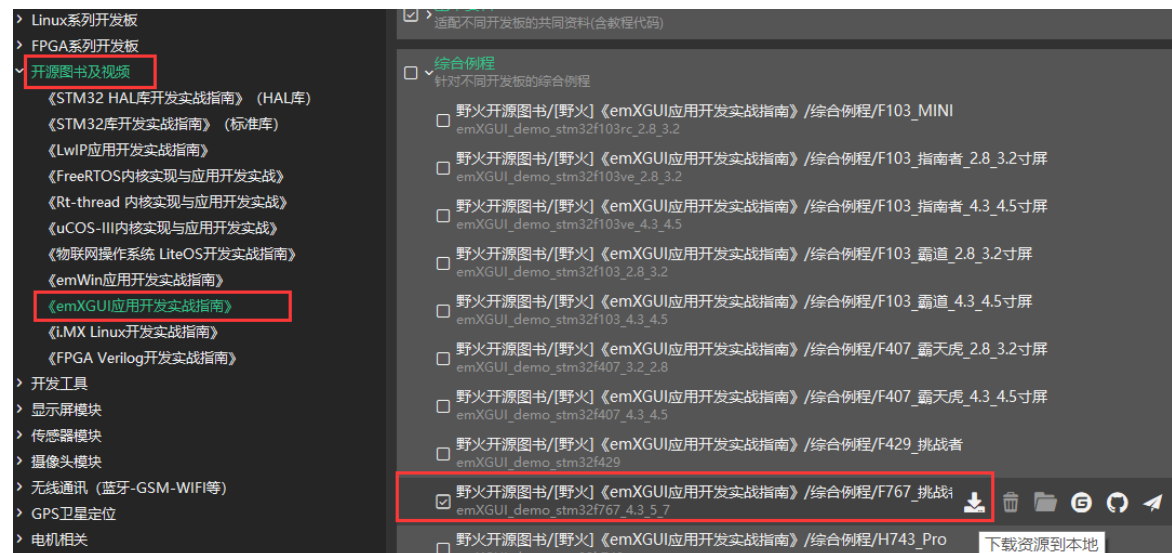 Linux系列开发板
FPGA系列开发板
开源图书及视频
《STM32 HAL库开发实战指南》（HAL库）
《STM32库开发实战指南》（标准库）
《LwIP应用开发实战指南》
《FreeRTOS内核实现与应用开发实战》
《Rt-thread 内核实现与应用开发实战》
《uCOS-III内核实现与应用开发实战》
《物联网操作系统 LiteOS开发实战指南》
《emWin应用开发实战指南》
《emXGUI应用开发实战指南》
《i.MX Linux开发实战指南》
《FPGA Verilog开发实战指南》
开发工具
显示屏模块
传感器模块
摄像头模块
无线通讯（蓝牙-GSM-WIFI等）
GPS卫星定位
电机相关
适配不同开发板的共同资料(含教程代码)
综合例程
针对不同开发板的综合例程
野火开源图书/[野火]《emXGUI应用开发实战指南》/综合例程/F103_MINI
emXGUI_demo_stm32f103rc_2.8_3.2
野火开源图书/[野火]《emXGUI应用开发实战指南》/综合例程/F103_指南者_2.8_3.2寸屏
emXGUI_demo_stm32f103ve_2.8_3.2
野火开源图书/[野火]《emXGUI应用开发实战指南》/综合例程/F103_指南者_4.3_4.5寸屏
emXGUI_demo_stm32f103ve_4.3_4.5
野火开源图书/[野火]《emXGUI应用开发实战指南》/综合例程/F103_霸道_2.8_3.2寸屏
emXGUI_demo_stm32f103_2.8_3.2
野火开源图书/[野火]《emXGUI应用开发实战指南》/综合例程/F103_霸道_4.3_4.5寸屏
emXGUI_demo_stm32f103_4.3_4.5
野火开源图书/[野火]《emXGUI应用开发实战指南》/综合例程/F407_霸天虎_2.8_3.2寸屏
emXGUI_demo_stm32f407_3.2_2.8
野火开源图书/[野火]《emXGUI应用开发实战指南》/综合例程/F407_霸天虎_4.3_4.5寸屏
emXGUI_demo_stm32f407_4.3_4.5
野火开源图书/[野火]《emXGUI应用开发实战指南》/综合例程/F429_挑战者
emXGUI_demo_stm32f429
野火开源图书/[野火]《emXGUI应用开发实战指南》/综合例程/F767_挑战
emXGUI_demo_stm32f767_4.3_5_7
野火开源图书/[野火]《emXGUI应用开发实战指南》/综合例程/H743_Pro
下载资源到本地